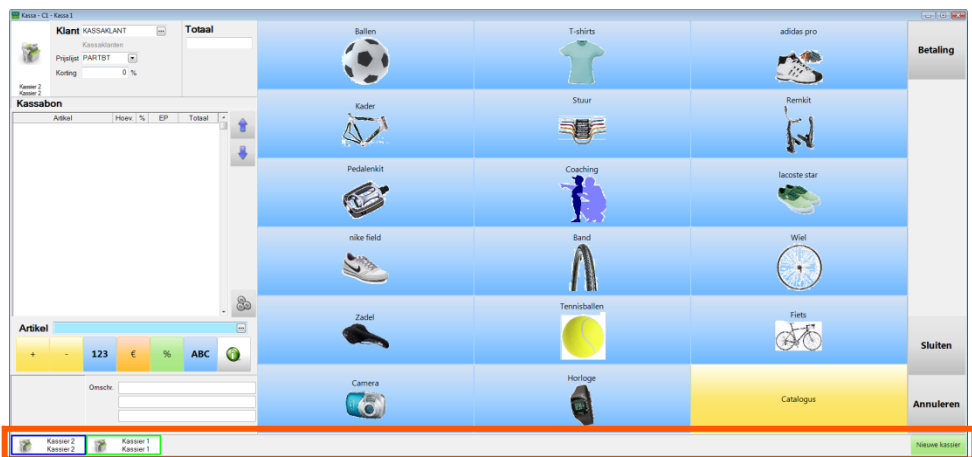 Kassa - C1 - Kassa 1
Klant KASSAKLANT ...
Kassaklanten
Prijslijst PARTBT
Korting 0 %
Kassier 2
Kassier 2
Totaal
Kassabon
Artikel Hoev. % EP Totaal
Artikel ...
+ - 123 € % ABC
Omschr.
Ballen T-shirts adidas pro
Kader Stuur Remkit
Pedalenkit Coaching lacoste star
nike field Band Wiel
Zadel Tennisballen Fiets
Camera Horloge Catalogus
Betaling
Sluiten
Annuleren
Kassier 2
Kassier 2
Kassier 1
Kassier 1
Nieuwe kassier